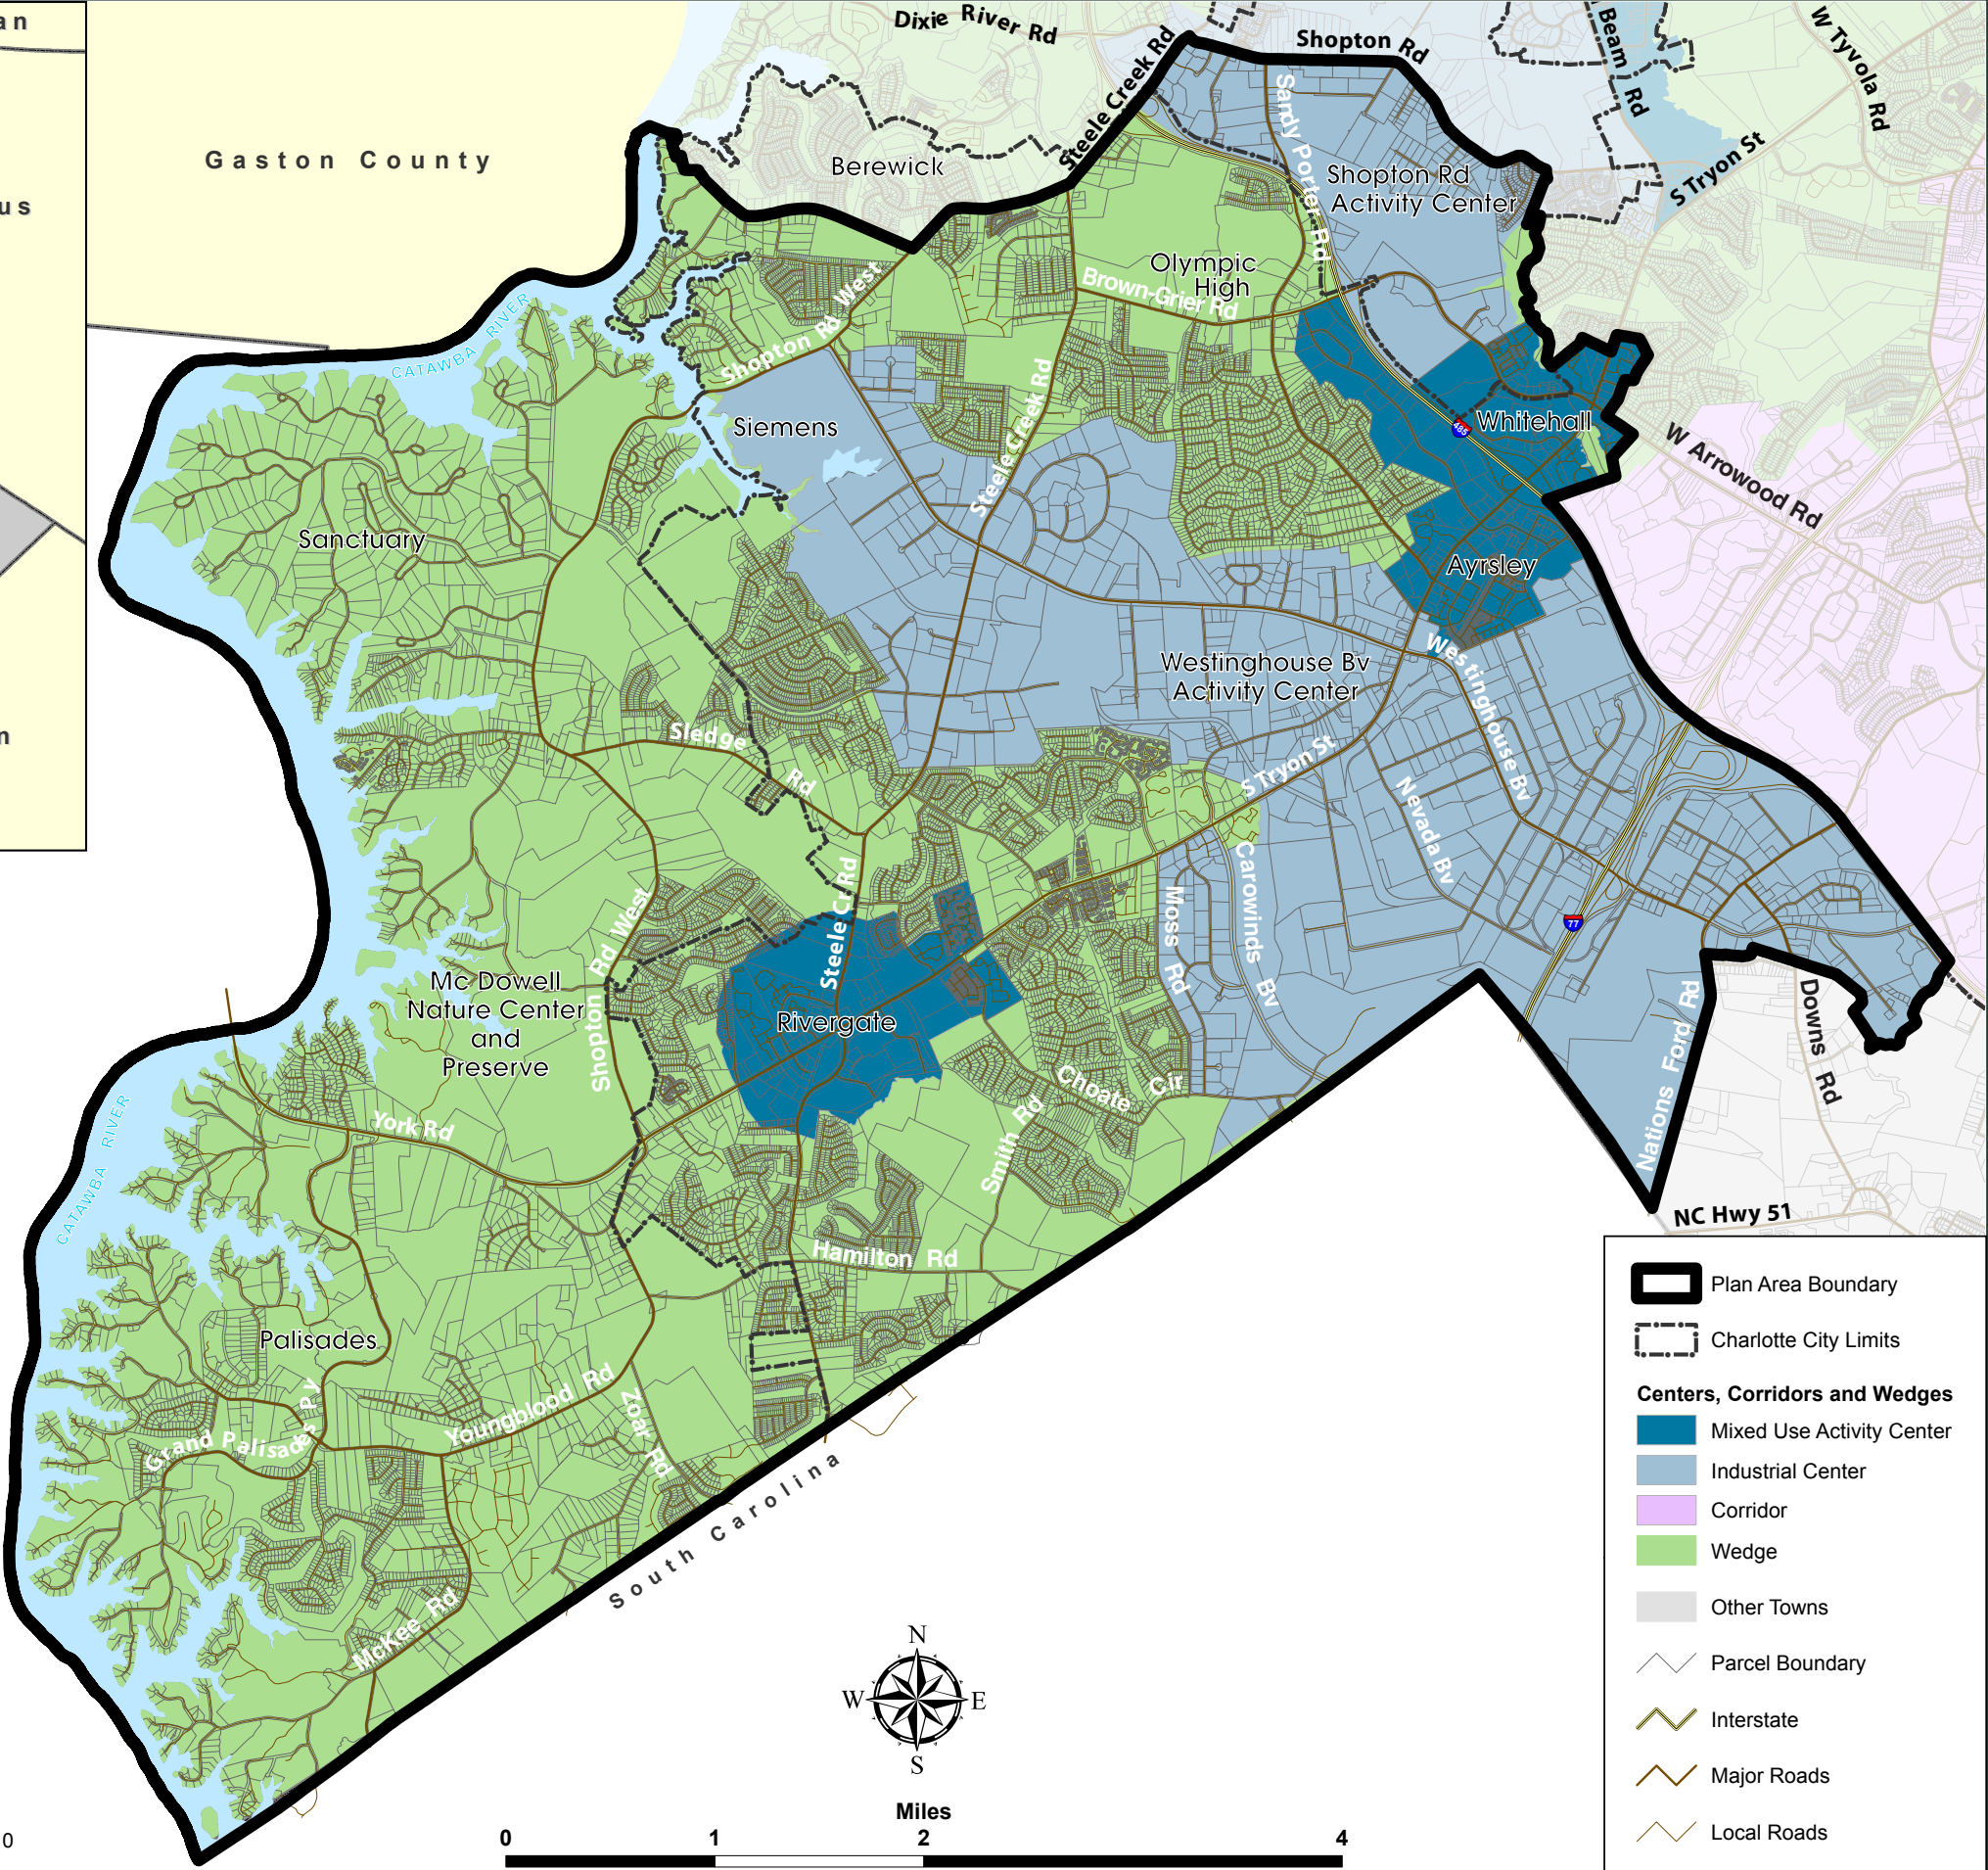 an
us
n
0
Gaston County
Dixie River Rd
Steele Creek Rd
Shopton Rd
Beam Rd
W Tyvola Rd
S Tryon St
Berewick
Sandy Porter Rd
Shopton Rd
Activity Center
Olympic
High
Brown-Grier Rd
CATAWBA RIVER
Shopton Rd West
Siemens
Steele Creek Rd
485
Whitehall
W Arrowood Rd
Sanctuary
Ayrsley
Westinghouse Bv
Activity Center
Westinghouse Bv
Sledge Rd
S Tryon St
Nevada Bv
Carowinds Bv
Moss Rd
77
Steele Cr Rd
Shopton Rd West
Mc Dowell
Nature Center
and
Preserve
Rivergate
Nations Ford Rd
Downs Rd
Choate Cir
Smith Rd
York Rd
CATAWBA RIVER
NC Hwy 51
Hamilton Rd
Palisades
Grand Palisades Py
Youngblood Rd
Zoar Rd
McKee Rd
South Carolina
N
W
E
S
Miles
0 1 2 4
Plan Area Boundary
Charlotte City Limits
Centers, Corridors and Wedges
Mixed Use Activity Center
Industrial Center
Corridor
Wedge
Other Towns
Parcel Boundary
Interstate
Major Roads
Local Roads